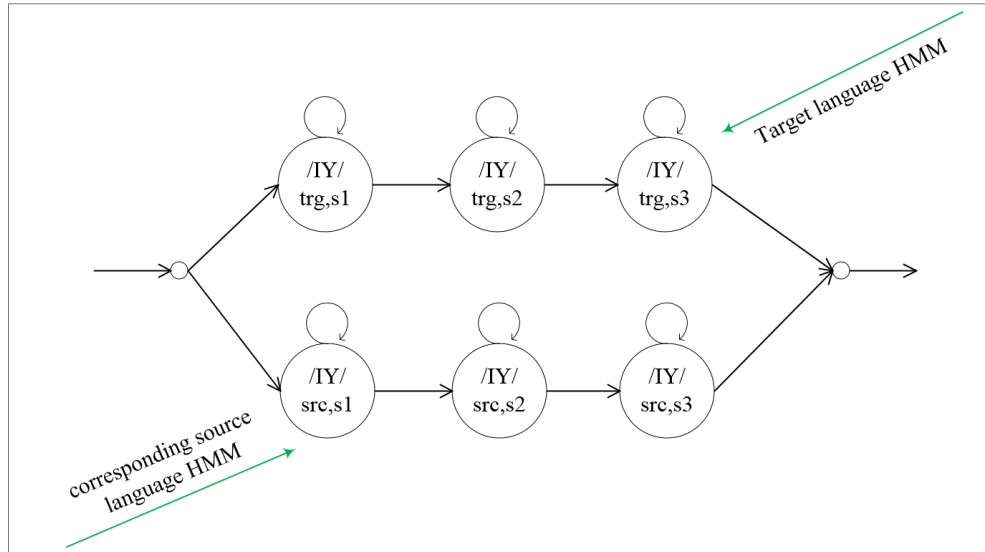 Target language HMM
/IY/
trg,s1
/IY/
trg,s2
/IY/
trg,s3
/IY/
src,s1
/IY/
src,s2
/IY/
src,s3
corresponding source
language HMM